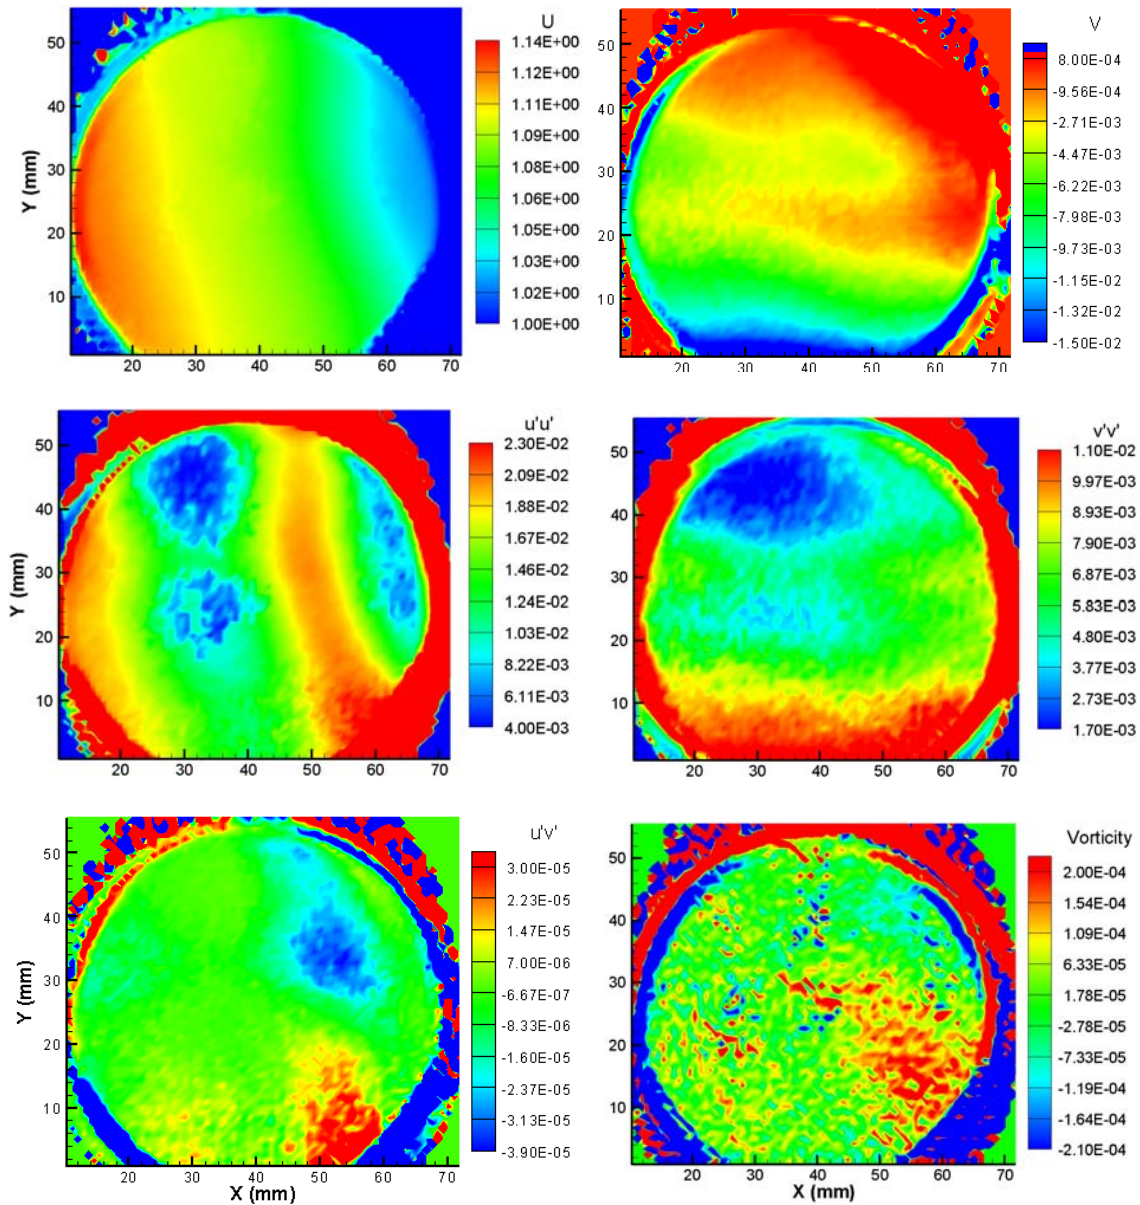 U
50
40
30
20
10
Y (mm)
20 30 40 50 60 70
1.14E+00
1.12E+00
1.11E+00
1.09E+00
1.08E+00
1.06E+00
1.05E+00
1.03E+00
1.02E+00
1.00E+00
V
50
40
30
20
10
20 30 40 50 60 70
8.00E-04
-9.56E-04
-2.71E-03
-4.47E-03
-6.22E-03
-7.98E-03
-9.73E-03
-1.15E-02
-1.32E-02
-1.50E-02
u'u'
50
40
30
20
10
Y (mm)
20 30 40 50 60 70
2.30E-02
2.09E-02
1.88E-02
1.67E-02
1.46E-02
1.24E-02
1.03E-02
8.22E-03
6.11E-03
4.00E-03
v'v'
50
40
30
20
10
20 30 40 50 60 70
1.10E-02
9.97E-03
8.93E-03
7.90E-03
6.87E-03
5.83E-03
4.80E-03
3.77E-03
2.73E-03
1.70E-03
u'v'
50
40
30
20
10
Y (mm)
20 30 40 50 60 70
X (mm)
3.00E-05
2.23E-05
1.47E-05
7.00E-06
-6.67E-07
-8.33E-06
-1.60E-05
-2.37E-05
-3.13E-05
-3.90E-05
Vorticity
50
40
30
20
10
20 30 40 50 60 70
X (mm)
2.00E-04
1.54E-04
1.09E-04
6.33E-05
1.78E-05
-2.78E-05
-7.33E-05
-1.19E-04
-1.64E-04
-2.10E-04